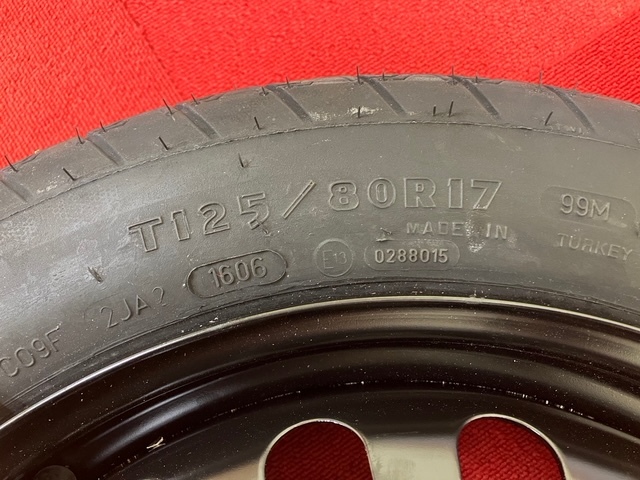 T125/80R17
99M
MADE IN
TURKEY
E13
0288015
1606
2JA2
C09F